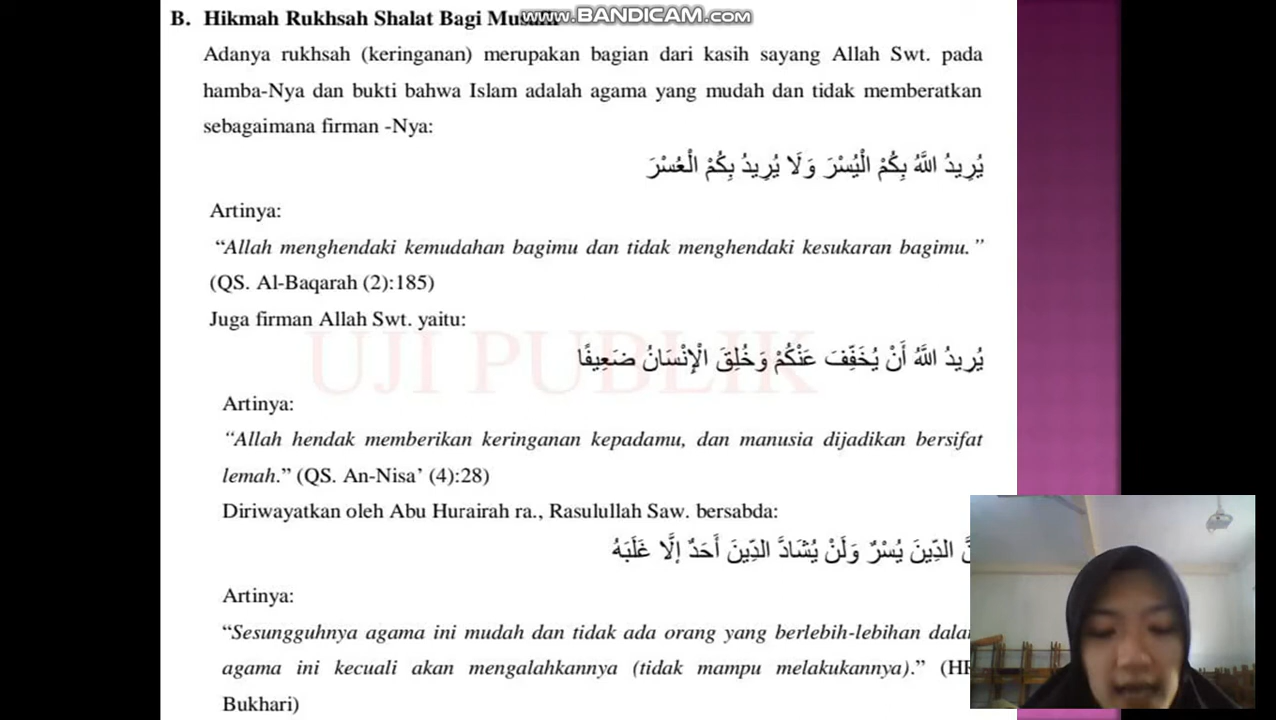 www.BANDICAM.com
B. Hikmah Rukhsah Shalat Bagi
Adanya rukhsah (keringanan) merupakan bagian dari kasih sayang Allah Swt. pada
hamba-Nya dan bukti bahwa Islam adalah agama yang mudah dan tidak memberatkan
sebagaimana firman -Nya:
يُرِيدُ اللَّهُ بِكُمْ الْيُسْرَ وَلَا يُرِيدُ بِكُمْ الْعُسْرَ
Artinya:
“Allah menghendaki kemudahan bagimu dan tidak menghendaki kesukaran bagimu.”
(QS. Al-Baqarah (2):185)
Juga firman Allah Swt. yaitu:
UJI PUBLIK
يُرِيدُ اللَّهُ أَنْ يُخَفِّفَ عَنْكُمْ وَخُلِقَ الْإِنْسَانُ ضَعِيفًا
Artinya:
“Allah hendak memberikan keringanan kepadamu, dan manusia dijadikan bersifat
lemah.” (QS. An-Nisa’ (4):28)
Diriwayatkan oleh Abu Hurairah ra., Rasulullah Saw. bersabda:
الدِّينَ يُسْرٌ وَلَنْ يُشَادَّ الدِّينَ أَحَدٌ إِلَّا غَلَبَهُ
Artinya:
“Sesungguhnya agama ini mudah dan tidak ada orang yang berlebih-lebihan
agama ini kecuali akan mengalahkannya (tidak mampu melakukannya).”
Bukhari)